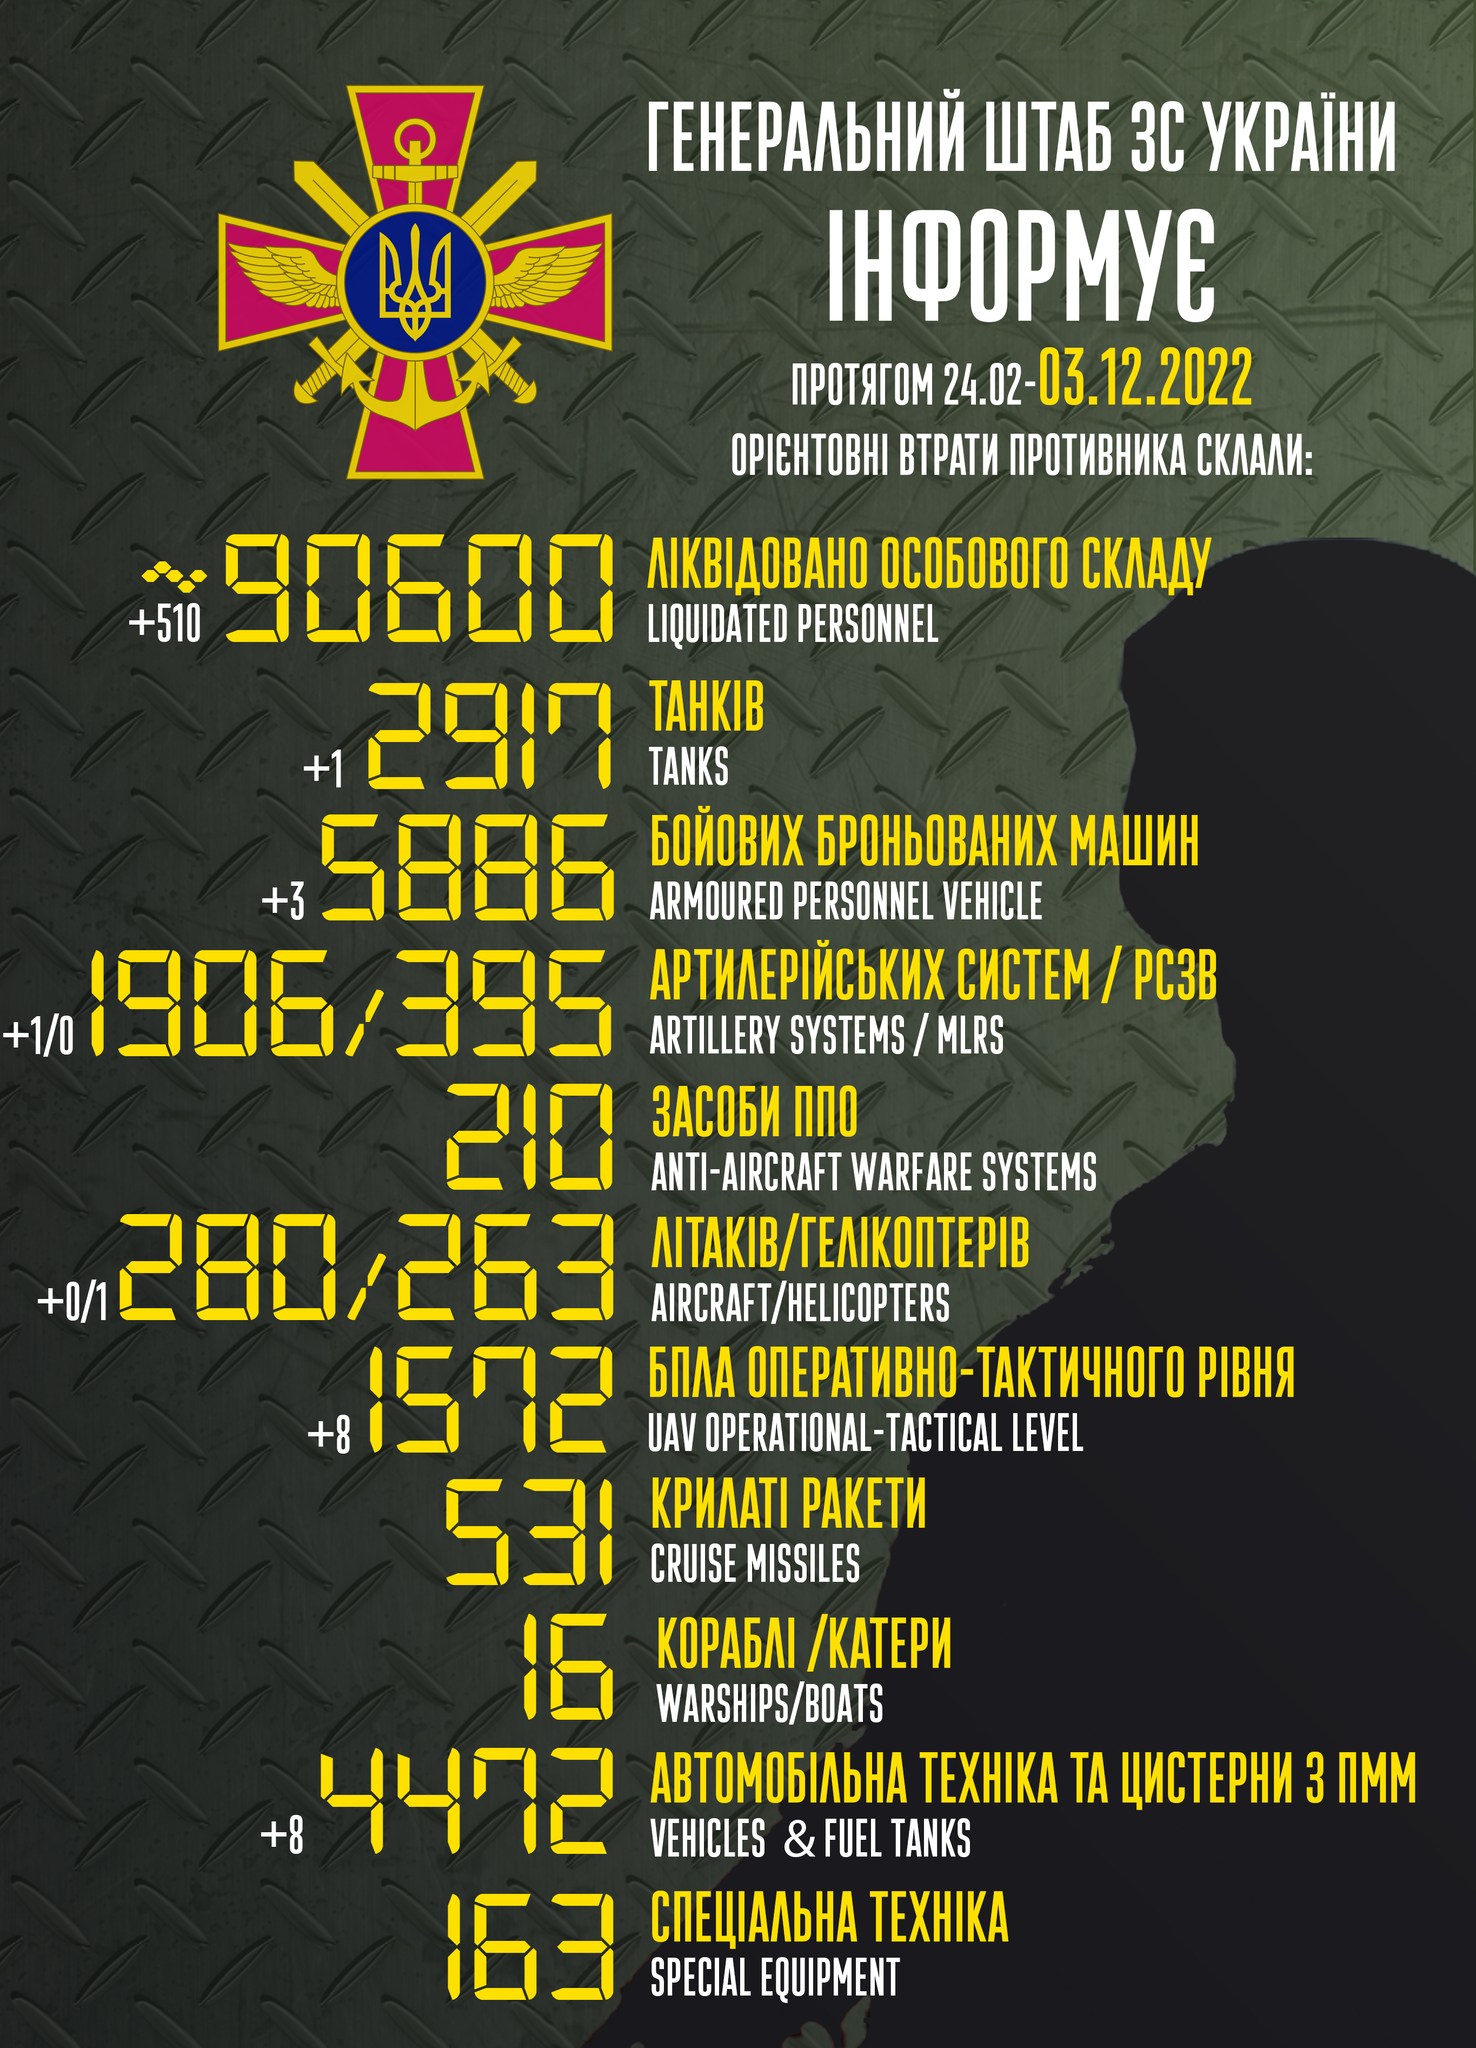 ГЕНЕРАЛЬНИЙ ШТАБ ЗС УКРАЇНИ
ІНФОРМУЄ
ПРОТЯГОМ 24.02-03.12.2022
ОРІЄНТОВНІ ВТРАТИ ПРОТИВНИКА СКЛАЛИ:
~90600 ЛІКВІДОВАНО ОСОБОВОГО СКЛАДУ
+510 LIQUIDATED PERSONNEL
2917 ТАНКІВ
+1 TANKS
5886 БОЙОВИХ БРОНЬОВАНИХ МАШИН
+3 ARMOURED PERSONNEL VEHICLE
1906/395 АРТИЛЕРІЙСЬКИХ СИСТЕМ / РСЗВ
+1/0 ARTILLERY SYSTEMS / MLRS
210 ЗАСОБИ ППО
ANTI-AIRCRAFT WARFARE SYSTEMS
280/263 ЛІТАКІВ/ГЕЛІКОПТЕРІВ
+0/1 AIRCRAFT/HELICOPTERS
1572 БПЛА ОПЕРАТИВНО-ТАКТИЧНОГО РІВНЯ
+8 UAV OPERATIONAL-TACTICAL LEVEL
531 КРИЛАТІ РАКЕТИ
CRUISE MISSILES
16 КОРАБЛІ /КАТЕРИ
WARSHIPS/BOATS
4472 АВТОМОБІЛЬНА ТЕХНІКА ТА ЦИСТЕРНИ З ПММ
+8 VEHICLES & FUEL TANKS
163 СПЕЦІАЛЬНА ТЕХНІКА
SPECIAL EQUIPMENT